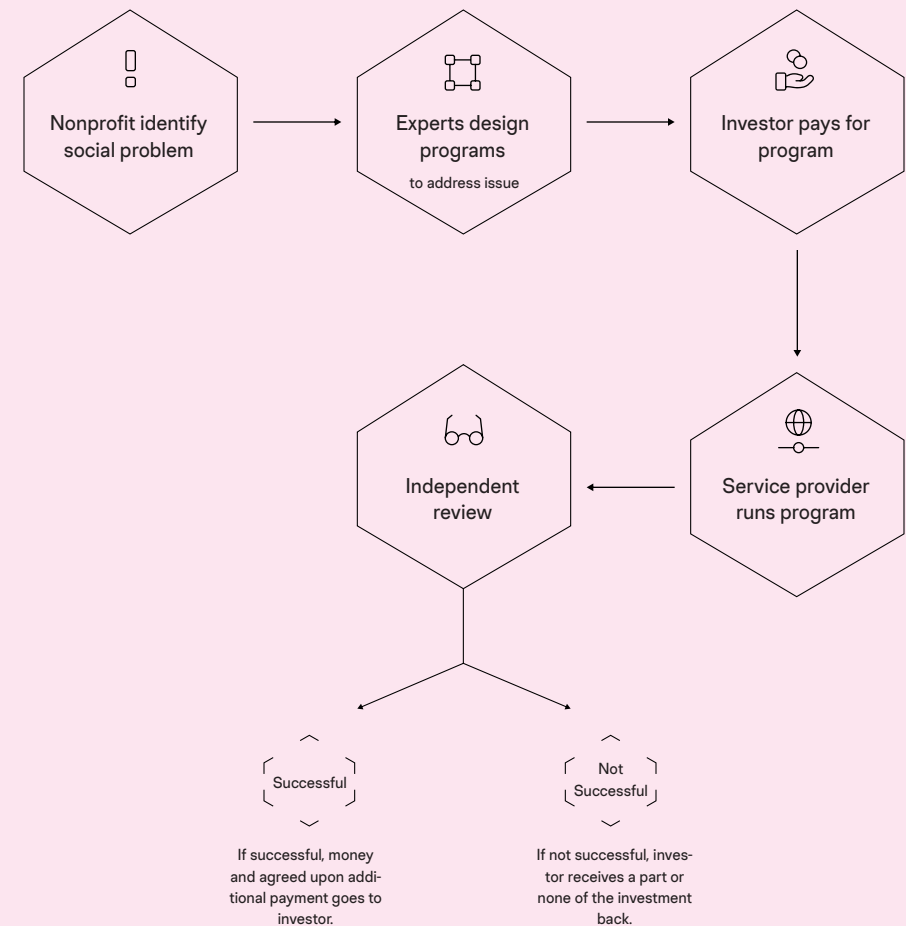 Nonprofit identify
social problem
Experts design
programs
to address issue
Investor pays for
program
Independent
review
Service provider
runs program
Successful
Not
Successful
If successful, money
and agreed upon addi-
tional payment goes to
investor.
If not successful, inves-
tor receives a part or
none of the investment
back.